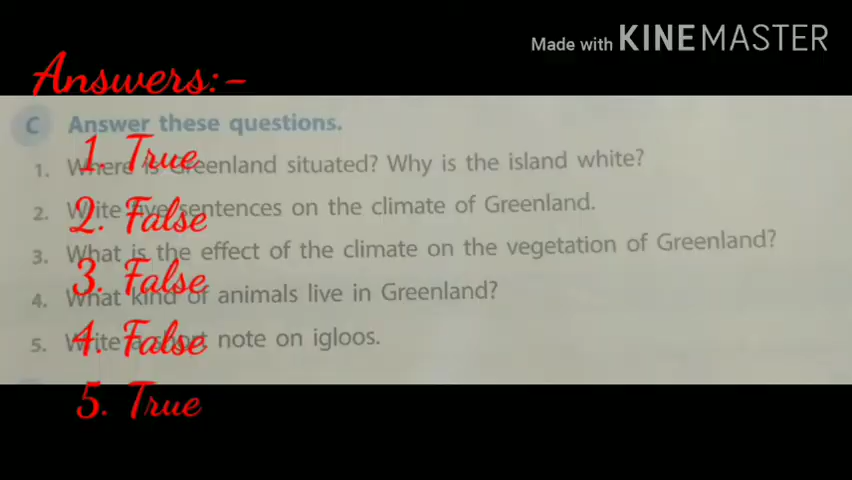 Made with KINEMASTER
Answers:-
C Answer these questions.
1. Where is Greenland situated? Why is the island white?
1. True
2. Write five sentences on the climate of Greenland.
2. False
3. What is the effect of the climate on the vegetation of Greenland?
3. False
4. What kind of animals live in Greenland?
4. False
5. Write a short note on igloos.
5. True